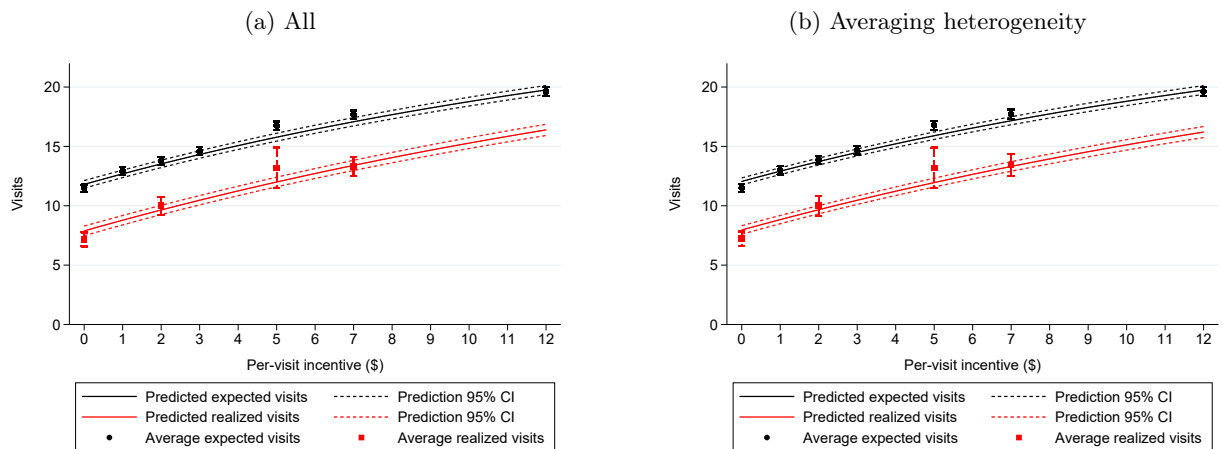 (a) All
20
15
10
5
0
Visits
0 1 2 3 4 5 6 7 8 9 10 11 12
Per-visit incentive ($)
Predicted expected visits
Prediction 95% CI
Predicted realized visits
Prediction 95% CI
Average expected visits
Average realized visits
(b) Averaging heterogeneity
20
15
10
5
0
Visits
0 1 2 3 4 5 6 7 8 9 10 11 12
Per-visit incentive ($)
Predicted expected visits
Prediction 95% CI
Predicted realized visits
Prediction 95% CI
Average expected visits
Average realized visits